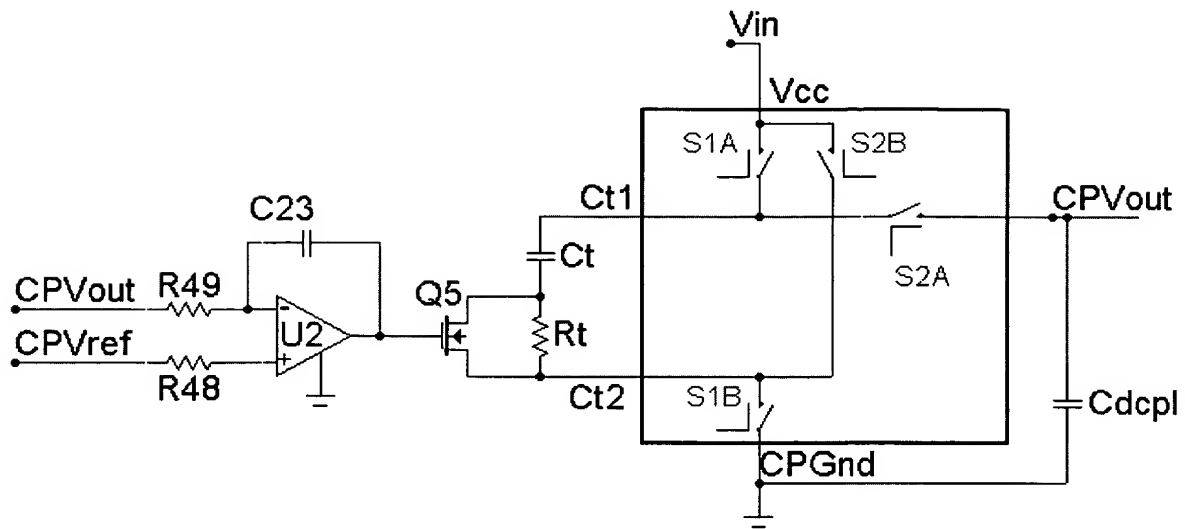 Vin
Vcc
S1A
S2B
Ct1
CPVout
C23
Ct
S2A
CPVout
R49
Q5
-
U2
Rt
CPVref
+
R48
Ct2
S1B
Cdcpl
CPGnd